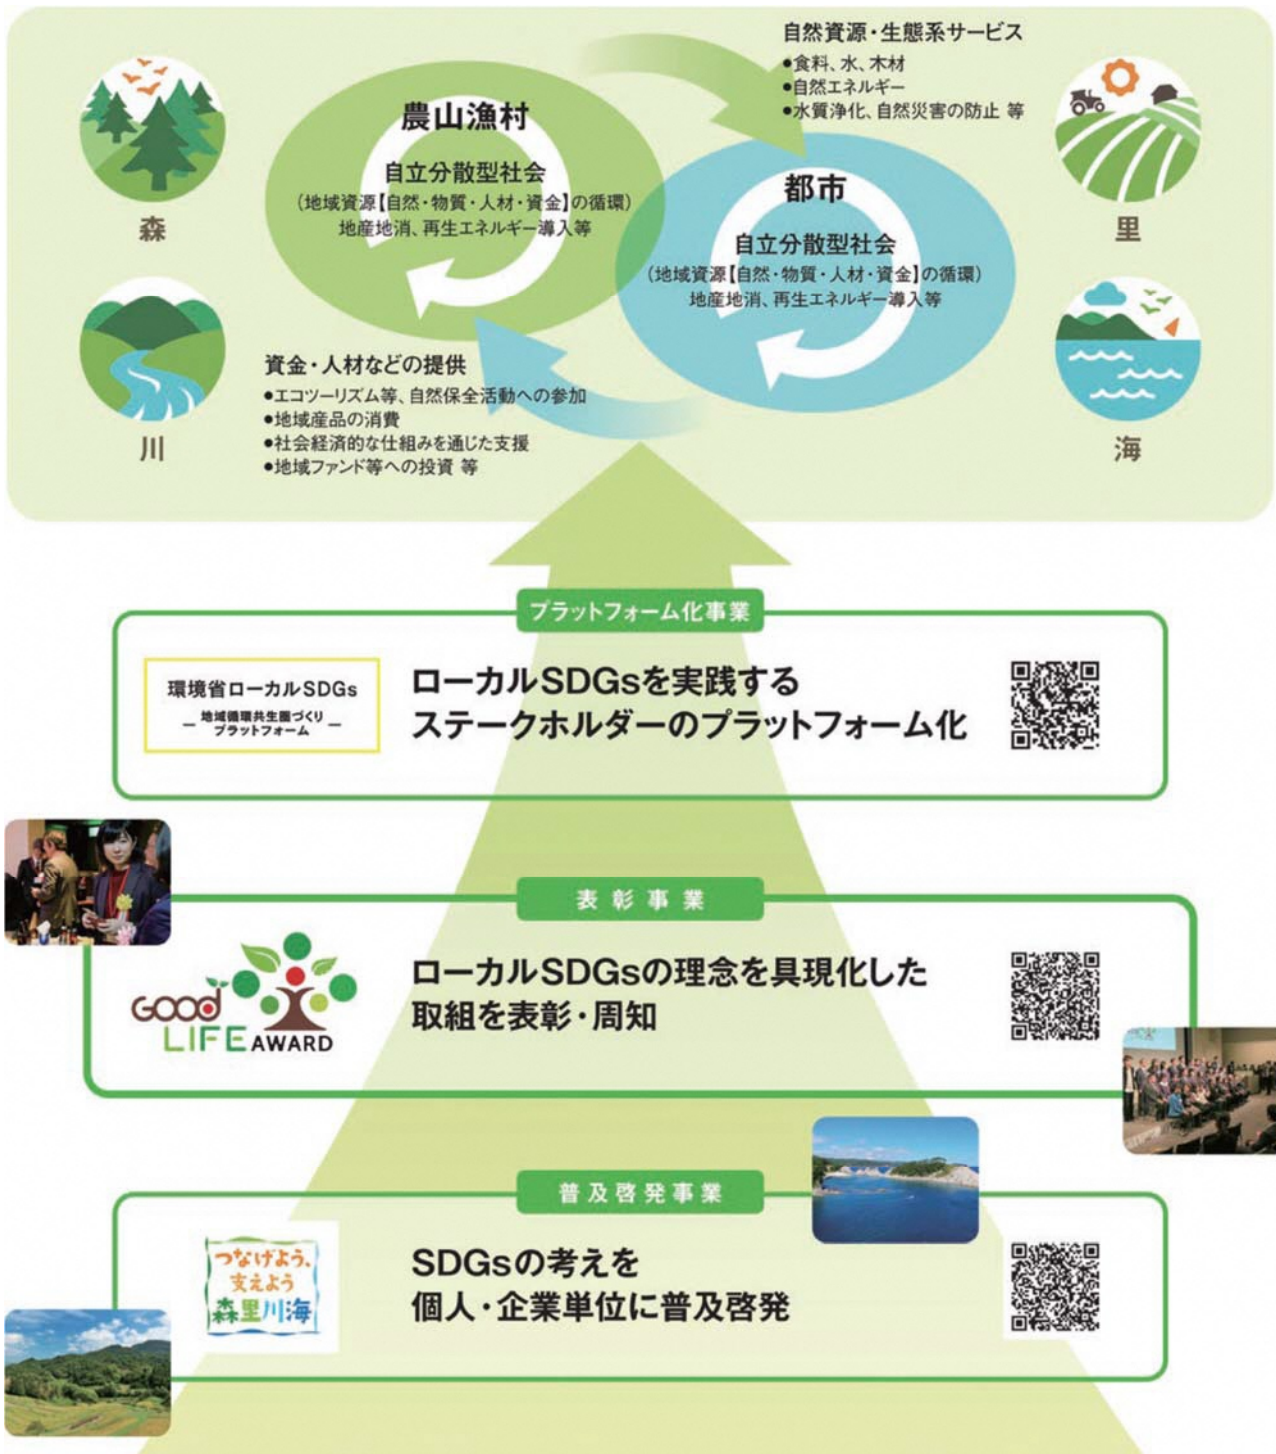 自然資源・生態系サービス
●食料、水、木材
●自然エネルギー
●水質浄化、自然災害の防止 等
農山漁村
自立分散型社会
（地域資源【自然・物質・人材・資金】の循環）
地産地消、再生エネルギー導入等
都市
自立分散型社会
（地域資源【自然・物質・人材・資金】の循環）
地産地消、再生エネルギー導入等
森
里
川
海
資金・人材などの提供
●エコツーリズム等、自然保全活動への参加
●地域産品の消費
●社会経済的な仕組みを通じた支援
●地域ファンド等への投資 等
プラットフォーム化事業
環境省ローカルSDGs
― 地域循環共生圏づくり
プラットフォーム ―
ローカルSDGsを実践する
ステークホルダーのプラットフォーム化
表彰事業
GOOD
LIFE AWARD
ローカルSDGsの理念を具現化した
取組を表彰・周知
普及啓発事業
つなげよう、
支えよう
森里川海
SDGsの考えを
個人・企業単位に普及啓発